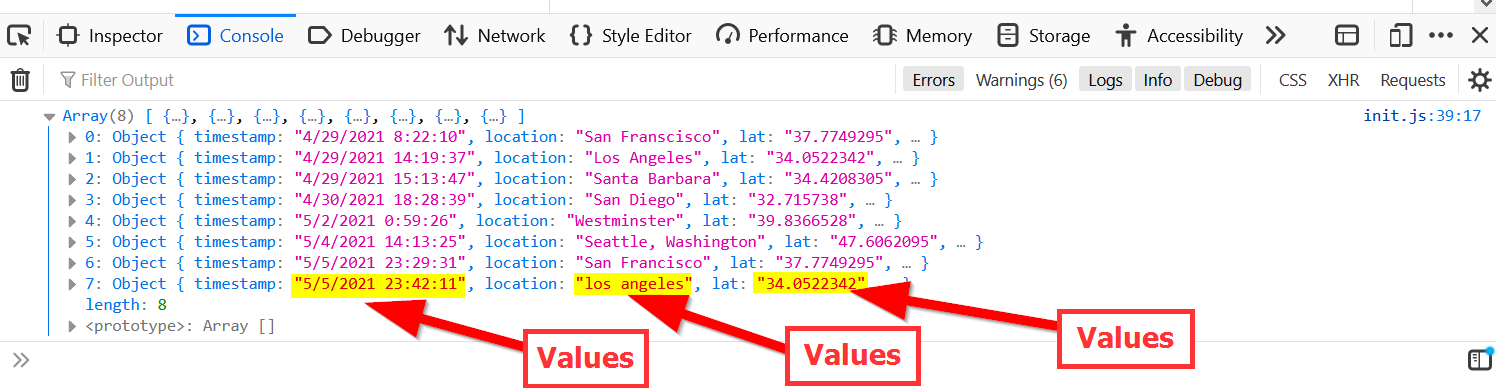 Inspector Console Debugger Network Style Editor Performance Memory Storage Accessibility
Filter Output Errors Warnings (6) Logs Info Debug CSS XHR Requests
Array(8) [ {…}, {…}, {…}, {…}, {…}, {…}, {…}, {…} ] init.js:39:17
0: Object { timestamp: "4/29/2021 8:22:10", location: "San Franscisco", lat: "37.7749295", … }
1: Object { timestamp: "4/29/2021 14:19:37", location: "Los Angeles", lat: "34.0522342", … }
2: Object { timestamp: "4/29/2021 15:13:47", location: "Santa Barbara", lat: "34.4208305", … }
3: Object { timestamp: "4/30/2021 18:28:39", location: "San Diego", lat: "32.715738", … }
4: Object { timestamp: "5/2/2021 0:59:26", location: "Westminster", lat: "39.8366528", … }
5: Object { timestamp: "5/4/2021 14:13:25", location: "Seattle, Washington", lat: "47.6062095", … }
6: Object { timestamp: "5/5/2021 23:29:31", location: "San Francisco", lat: "37.7749295", … }
7: Object { timestamp: "5/5/2021 23:42:11", location: "los angeles", lat: "34.0522342" }
length: 8
<prototype>: Array []
Values
Values
Values